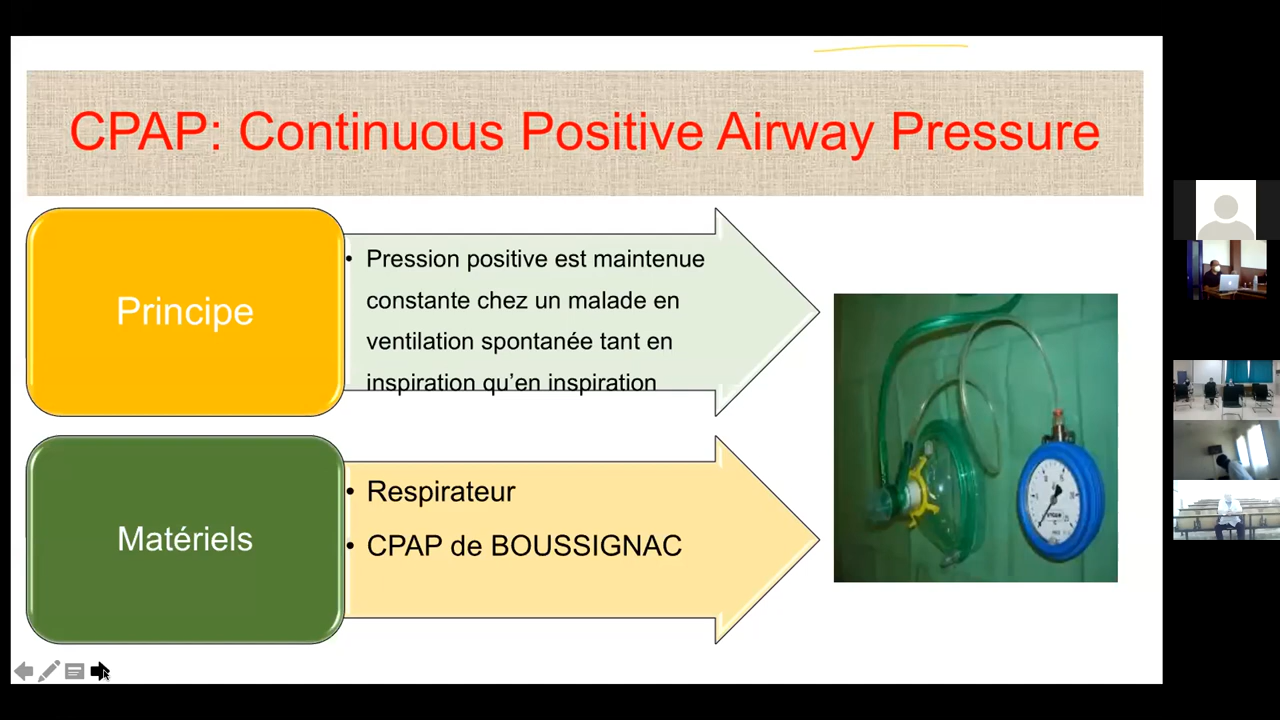 CPAP: Continuous Positive Airway Pressure
Principe
• Pression positive est maintenue
constante chez un malade en
ventilation spontanée tant en
inspiration qu’en inspiration
Matériels
• Respirateur
• CPAP de BOUSSIGNAC